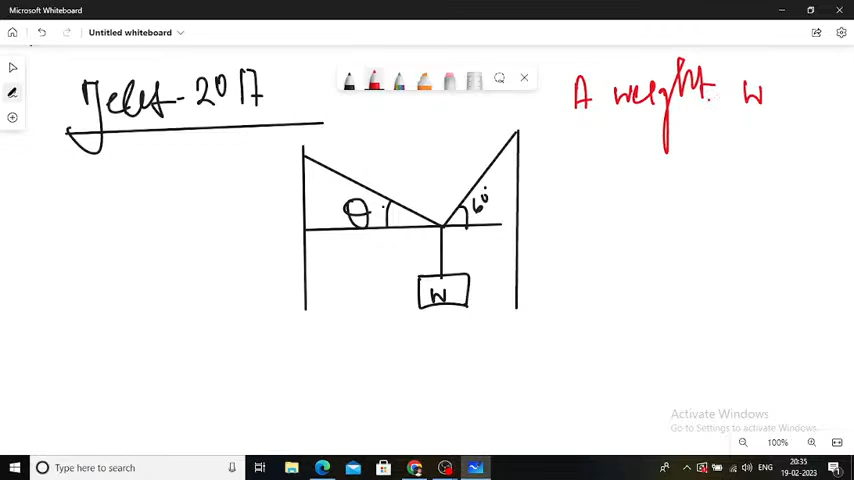 Microsoft Whiteboard
Untitled whiteboard
Jelet-2017
A weight W
θ
60°
W
Activate Windows
Go to Settings to activate Windows.
100%
Type here to search
ENG
20:35
19-02-2023